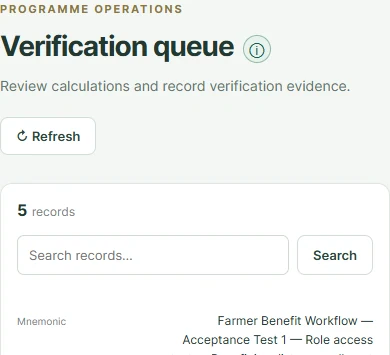 PROGRAMME OPERATIONS
Verification queue ⓘ
Review calculations and record verification evidence.
↻ Refresh
5 records
Search records...
Search
Mnemonic
Farmer Benefit Workflow —
Acceptance Test 1 — Role access